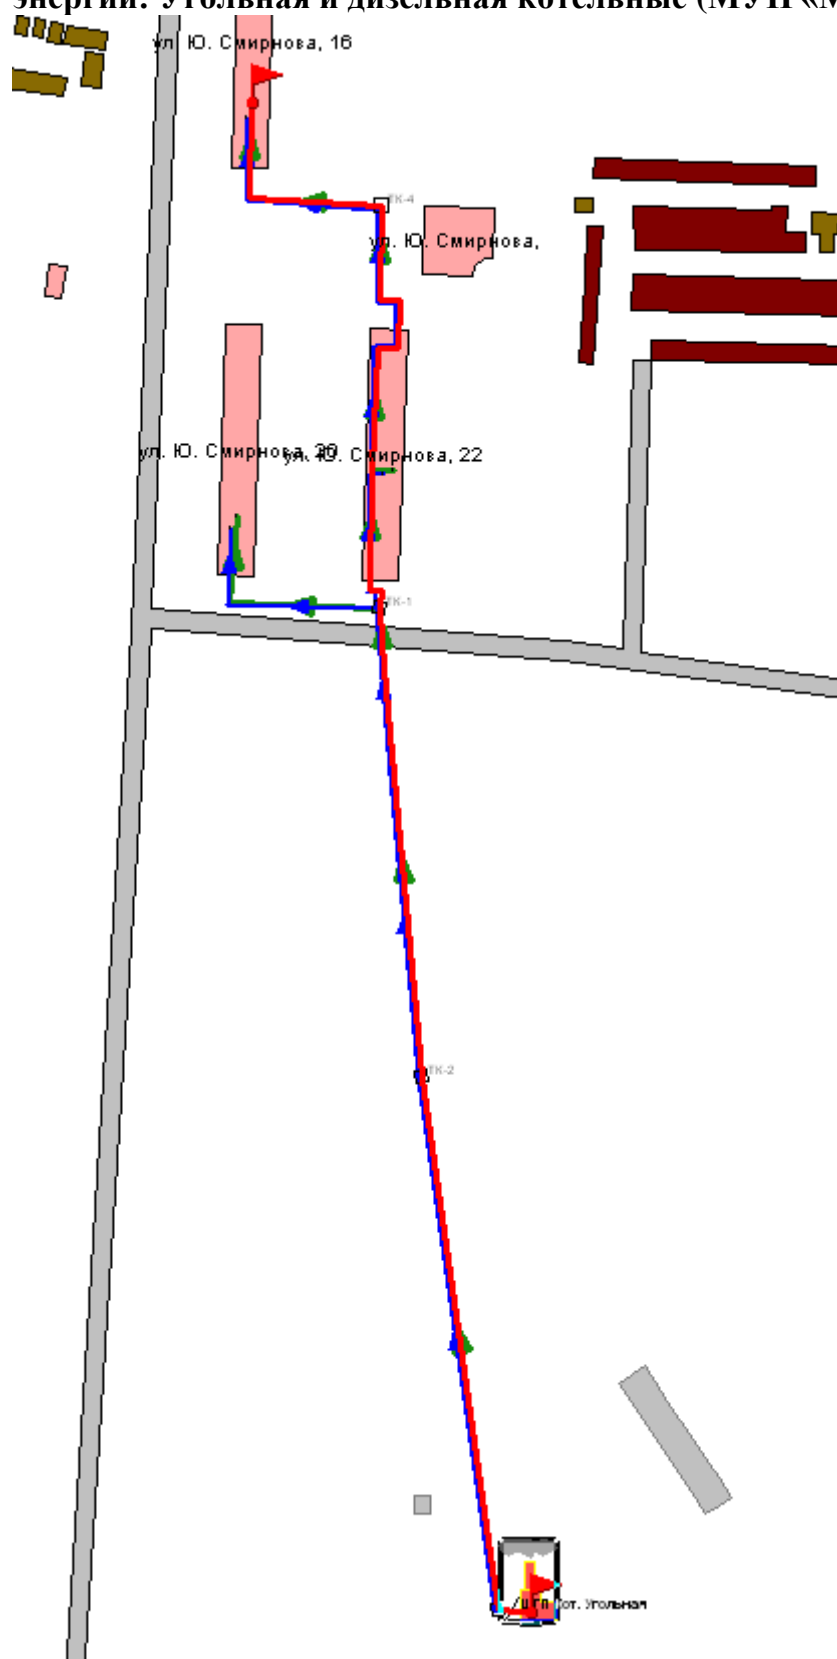 энергии: Угольная и дизельная котельные (МУП «М
ул. Ю. Смирнова, 16
ТК-4
ул. Ю. Смирнова,
ул. Ю. Смирнова,
ул. Ю. Смирнова, 22
ТК-1
ТК-2
Кот. Угольная